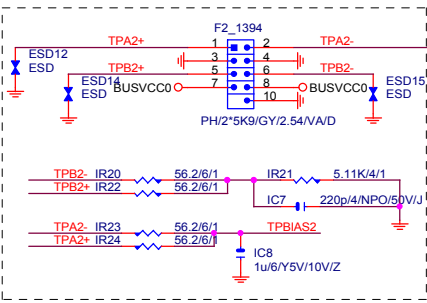 F2_1394
TPA2+ 1 2 TPA2-
ESD12
ESD
3 4
TPB2+ 5 6 TPB2-
ESD14
ESD
BUSVCC0 7 8 BUSVCC0
ESD15
ESD
10
PH/2*5K9/GY/2.54/VA/D
TPB2- IR20 56.2/6/1 IR21 5.11K/4/1
TPB2+ IR22 56.2/6/1
IC7 220p/4/NPO/50V/J
TPA2- IR23 56.2/6/1 TPBIAS2
TPA2+ IR24 56.2/6/1
IC8
1u/6/Y5V/10V/Z